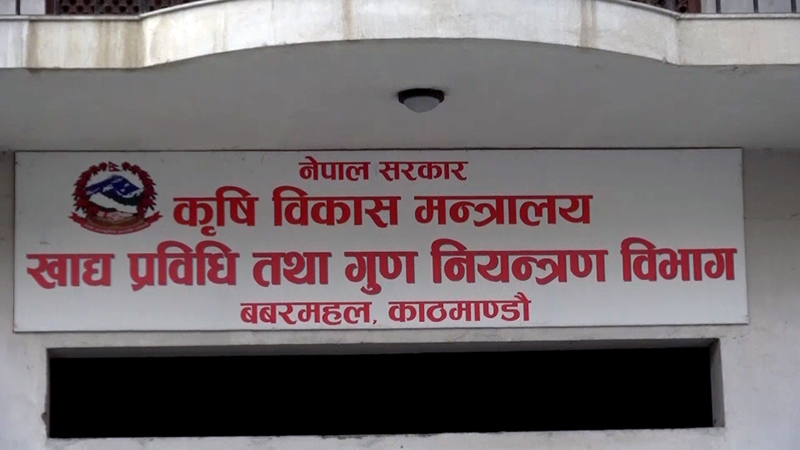 नेपाल सरकार
कृषि विकास मन्त्रालय
खाद्य प्रविधि तथा गुण नियन्त्रण विभाग
बबरमहल, काठमाण्डौ